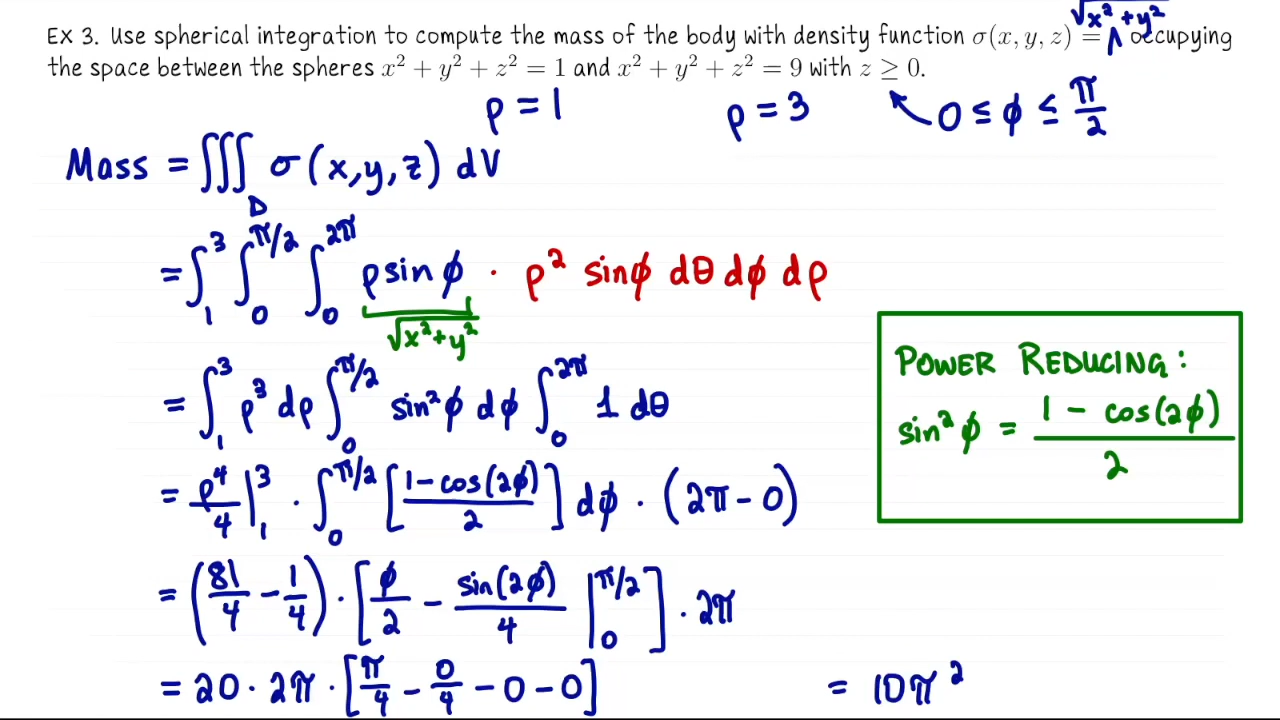 √x² + y²
Ex 3. Use spherical integration to compute the mass of the body with density function σ(x, y, z) = ∧ occupying
the space between the spheres x² + y² + z² = 1 and x² + y² + z² = 9 with z ≥ 0.
ρ = 1 ρ = 3 0 ≤ ϕ ≤ π/2
Mass = ∭_D σ(x, y, z) dV
= ∫₁³ ∫₀^{π/2} ∫₀^{2π} ρ sin ϕ · ρ² sin ϕ dθ dϕ dρ
√x² + y²
= ∫₁³ ρ³ dρ ∫₀^{π/2} sin² ϕ dϕ ∫₀^{2π} 1 dθ
POWER REDUCING:
sin² ϕ = (1 - cos(2ϕ))/2
= ρ⁴/4 |₁³ · ∫₀^{π/2} [(1 - cos(2ϕ))/2] dϕ · (2π - 0)
= (81/4 - 1/4) · [ϕ/2 - sin(2ϕ)/4 |₀^{π/2}] · 2π
= 20 · 2π · [π/4 - 0/4 - 0 - 0] = 10π²